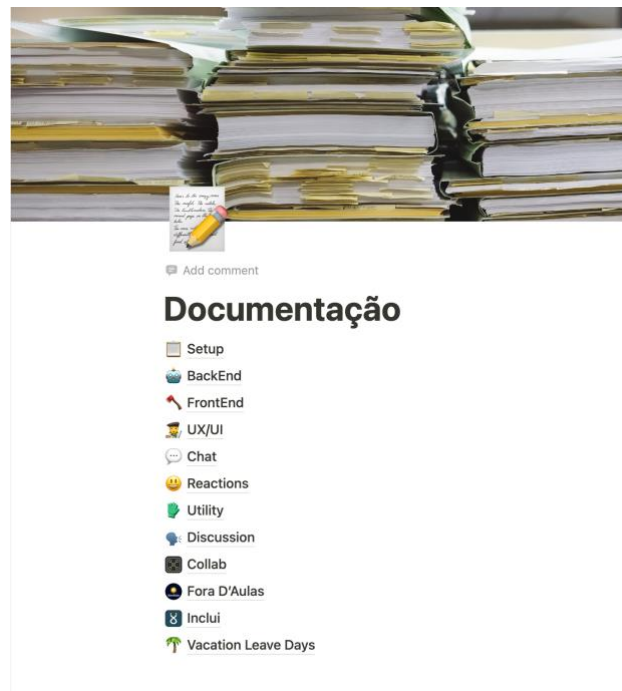 Add comment
Documentação
Setup
BackEnd
FrontEnd
UX/UI
Chat
Reactions
Utility
Discussion
Collab
Fora D'Aulas
Inclui
Vacation Leave Days